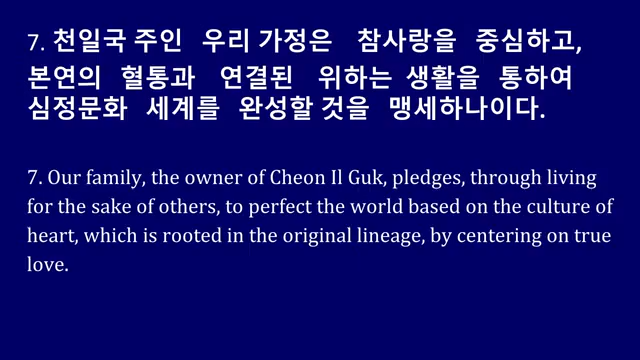 7. 천일국 주인 우리 가정은 참사랑을 중심하고,
본연의 혈통과 연결된 위하는 생활을 통하여
심정문화 세계를 완성할 것을 맹세하나이다.
7. Our family, the owner of Cheon Il Guk, pledges, through living
for the sake of others, to perfect the world based on the culture of
heart, which is rooted in the original lineage, by centering on true
love.